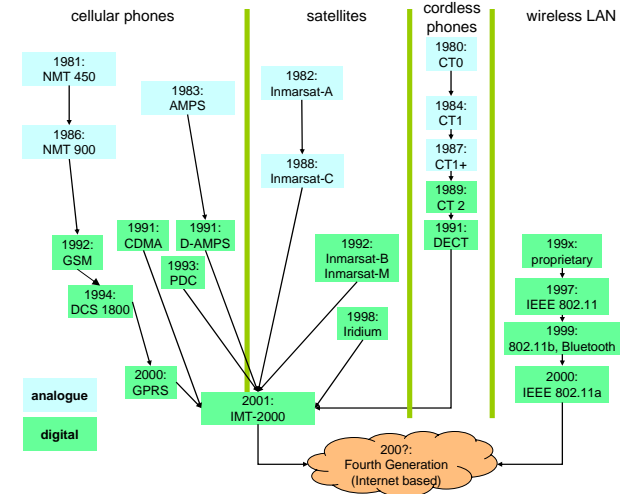 cellular phones
satellites
cordless
phones
wireless LAN
1981:
NMT 450
1986:
NMT 900
1983:
AMPS
1992:
GSM
1994:
DCS 1800
1991:
CDMA
1991:
D-AMPS
1993:
PDC
2000:
GPRS
1982:
Inmarsat-A
1988:
Inmarsat-C
1992:
Inmarsat-B
Inmarsat-M
1998:
Iridium
1980:
CT0
1984:
CT1
1987:
CT1+
1989:
CT 2
1991:
DECT
199x:
proprietary
1997:
IEEE 802.11
1999:
802.11b, Bluetooth
2000:
IEEE 802.11a
2001:
IMT-2000
200?:
Fourth Generation
(Internet based)
analogue
digital